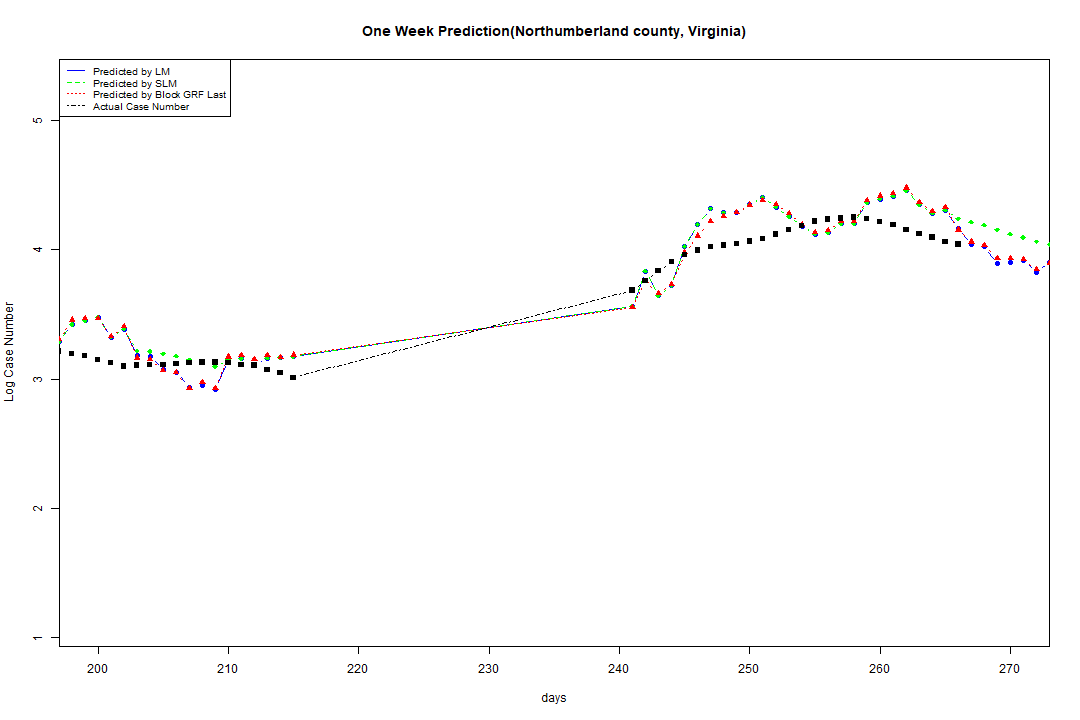 One Week Prediction(Northumberland county, Virginia)
Predicted by LM
Predicted by SLM
Predicted by Block GRF Last
Actual Case Number
5
4
3
2
1
Log Case Number
200 210 220 230 240 250 260 270
days